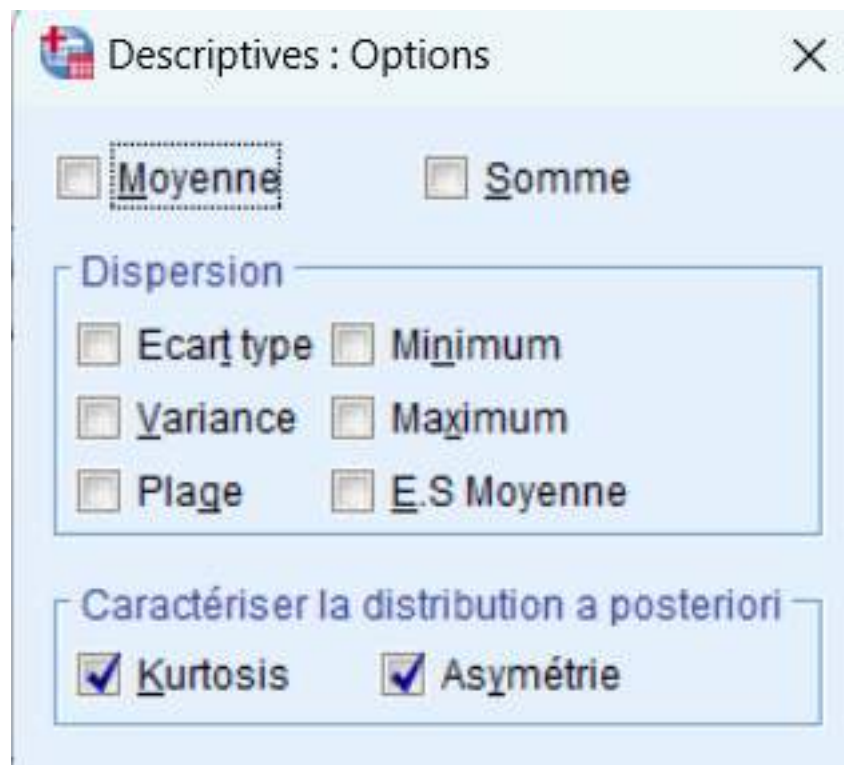 Descriptives : Options
Moyenne Somme
Dispersion
Ecart type Minimum
Variance Maximum
Plage E.S Moyenne
Caractériser la distribution a posteriori
Kurtosis Asymétrie